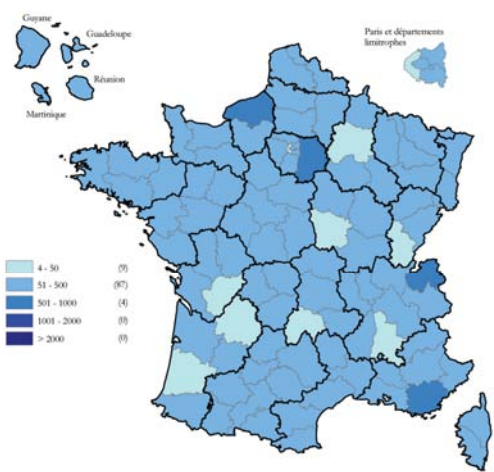 Guyane
Guadeloupe
Réunion
Martinique
Paris et départements
limitrophes
4 - 50 (9)
51 - 500 (87)
501 - 1000 (4)
1001 - 2000 (0)
> 2000 (0)